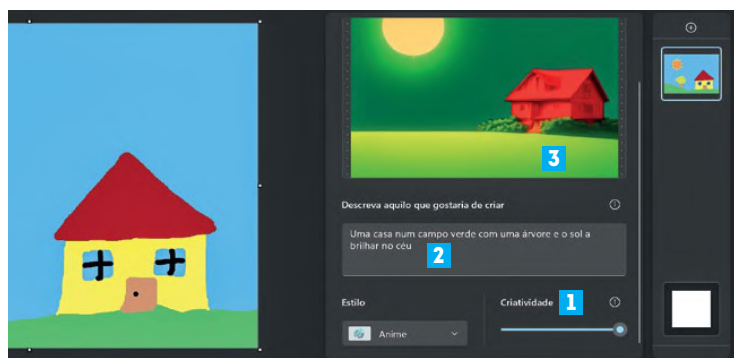 3
Descreva aquilo que gostaria de criar
Uma casa num campo verde com uma árvore e o sol a
brilhar no céu
2
Estilo
Criatividade
1
Anime